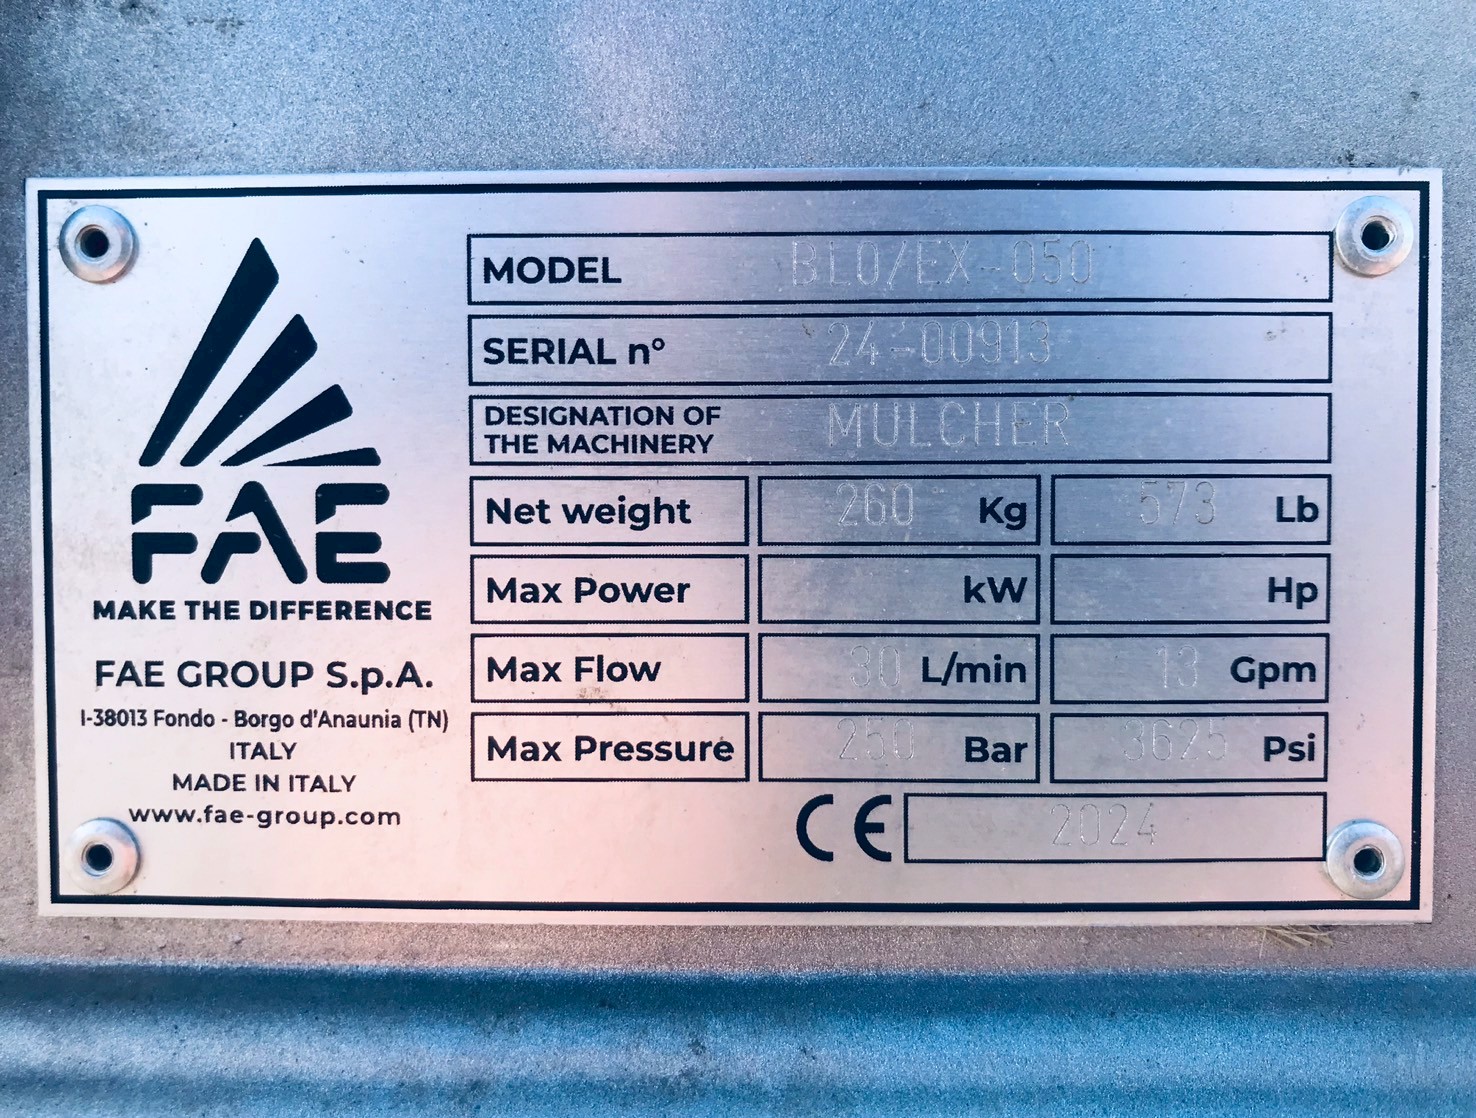 FAE
MAKE THE DIFFERENCE
FAE GROUP S.p.A.
I-38013 Fondo - Borgo d'Anaunia (TN)
ITALY
MADE IN ITALY
www.fae-group.com
MODEL BL0/EX-050
SERIAL n° 24-00913
DESIGNATION OF
THE MACHINERY MULCHER
Net weight 260 Kg 573 Lb
Max Power kW Hp
Max Flow 30 L/min 13 Gpm
Max Pressure 250 Bar 3625 Psi
CE 2024